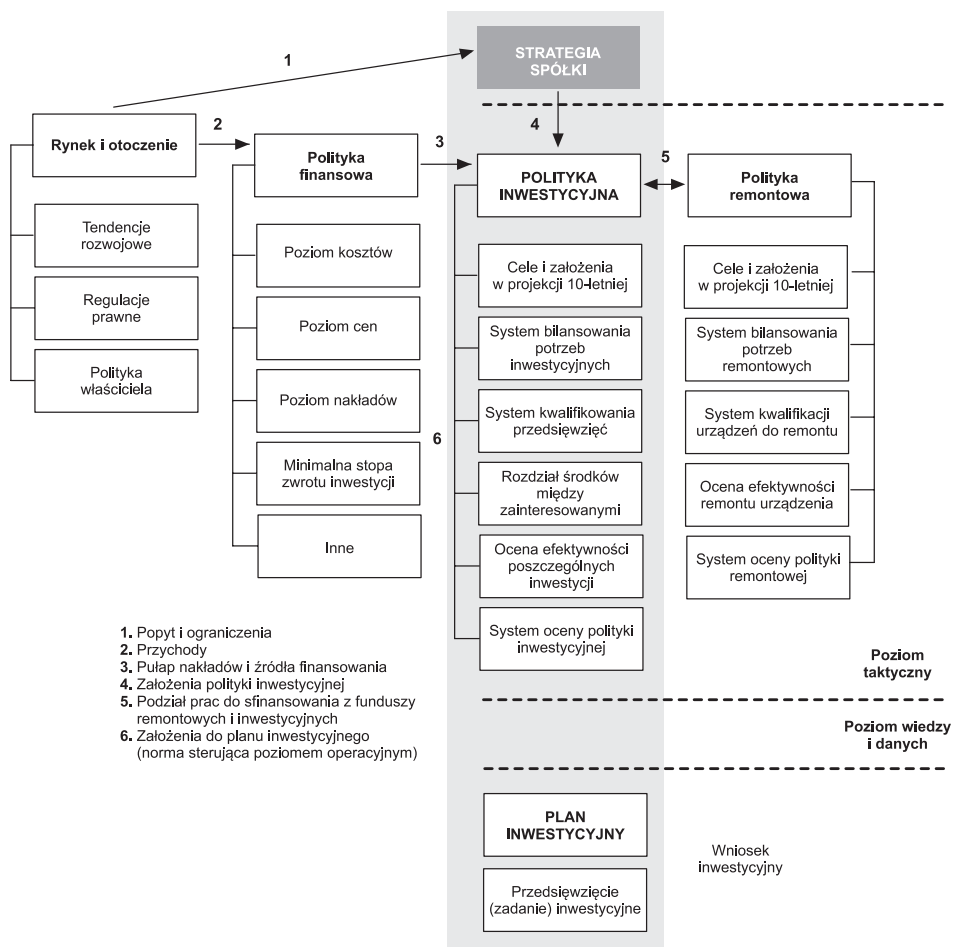 STRATEGIA
SPÓŁKI
1
Rynek i otoczenie
2
Polityka
finansowa
3
4
POLITYKA
INWESTYCYJNA
5
Polityka
remontowa
Tendencje
rozwojowe
Regulacje
prawne
Polityka
właściciela
Poziom kosztów
Poziom cen
Poziom nakładów
Minimalna stopa
zwrotu inwestycji
Inne
6
Cele i założenia
w projekcji 10-letniej
System bilansowania
potrzeb
inwestycyjnych
System kwalifikowania
przedsięwzięć
Rozdział środków
między
zainteresowanymi
Ocena efektywności
poszczególnych
inwestycji
System oceny polityki
inwestycyjnej
Cele i założenia
w projekcji 10-letniej
System bilansowania
potrzeb
remontowych
System kwalifikacji
urządzeń do remontu
Ocena efektywności
remontu urządzenia
System oceny polityki
remontowej
1. Popyt i ograniczenia
2. Przychody
3. Pułap nakładów i źródła finansowania
4. Założenia polityki inwestycyjnej
5. Podział prac do sfinansowania z funduszy
remontowych i inwestycyjnych
6. Założenia do planu inwestycyjnego
(norma sterująca poziomem operacyjnym)
Poziom
taktyczny
Poziom wiedzy
i danych
PLAN
INWESTYCYJNY
Wniosek
inwestycyjny
Przedsięwzięcie
(zadanie) inwestycyjne